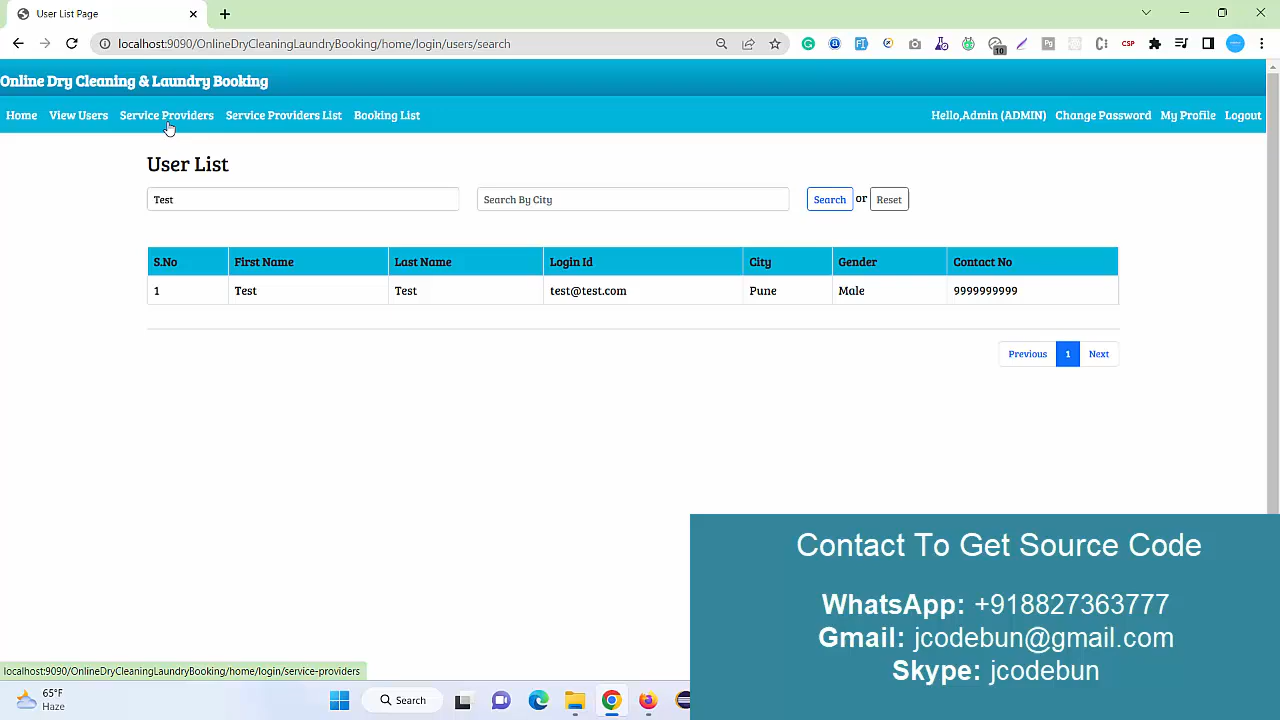 User List Page
localhost:9090/OnlineDryCleaningLaundryBooking/home/login/users/search
10
Pg
CSP
Online Dry Cleaning & Laundry Booking
Home View Users Service Providers Service Providers List Booking List Hello,Admin (ADMIN) Change Password My Profile Logout
User List
Test Search By City Search or Reset
S.No First Name Last Name Login Id City Gender Contact No
1 Test Test test@test.com Pune Male 9999999999
Previous 1 Next
Contact To Get Source Code
WhatsApp: +918827363777
Gmail: jcodebun@gmail.com
Skype: jcodebun
localhost:9090/OnlineDryCleaningLaundryBooking/home/login/service-providers
65°F
Haze
Search